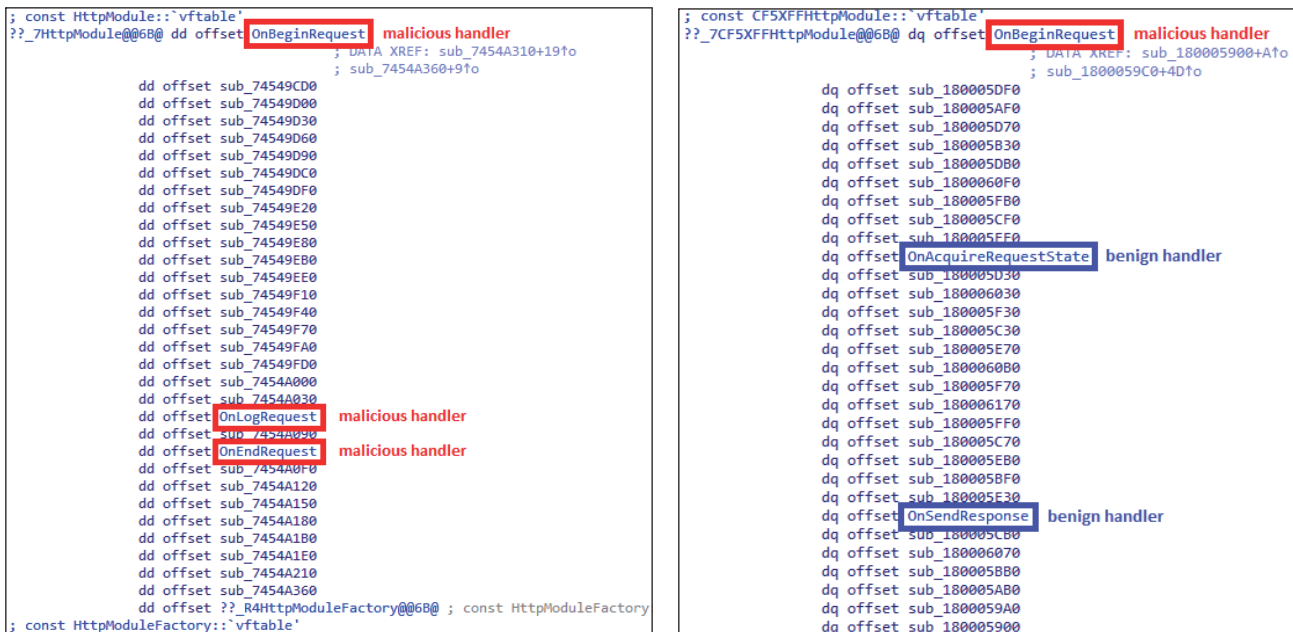 ; const HttpModule::`vftable'
??_7HttpModule@@6B@ dd offset OnBeginRequest malicious handler
; DATA XREF: sub_7454A310+19↑o
; sub_7454A360+9↑o
dd offset sub_74549CD0
dd offset sub_74549D00
dd offset sub_74549D30
dd offset sub_74549D60
dd offset sub_74549D90
dd offset sub_74549DC0
dd offset sub_74549DF0
dd offset sub_74549E20
dd offset sub_74549E50
dd offset sub_74549E80
dd offset sub_74549EB0
dd offset sub_74549EE0
dd offset sub_74549F10
dd offset sub_74549F40
dd offset sub_74549F70
dd offset sub_74549FA0
dd offset sub_74549FD0
dd offset sub_7454A000
dd offset sub_7454A030
dd offset OnLogRequest malicious handler
dd offset sub_7454A090
dd offset OnEndRequest malicious handler
dd offset sub_7454A0F0
dd offset sub_7454A120
dd offset sub_7454A150
dd offset sub_7454A180
dd offset sub_7454A1B0
dd offset sub_7454A1E0
dd offset sub_7454A210
dd offset sub_7454A360
dd offset ??_R4HttpModuleFactory@@6B@ ; const HttpModuleFactory
; const HttpModuleFactory::`vftable'
; const CF5XFFHttpModule::`vftable'
??_7CF5XFFHttpModule@@6B@ dq offset OnBeginRequest malicious handler
; DATA XREF: sub_180005900+A↑o
; sub_1800059C0+4D↑o
dq offset sub_180005DF0
dq offset sub_180005AF0
dq offset sub_180005D70
dq offset sub_180005B30
dq offset sub_180005DB0
dq offset sub_1800060F0
dq offset sub_180005FB0
dq offset sub_180005CF0
dq offset sub_180005EF0
dq offset OnAcquireRequestState benign handler
dq offset sub_180005D30
dq offset sub_180006030
dq offset sub_180005F30
dq offset sub_180005C30
dq offset sub_180005E70
dq offset sub_1800060B0
dq offset sub_180005F70
dq offset sub_180006170
dq offset sub_180005FF0
dq offset sub_180005C70
dq offset sub_180005EB0
dq offset sub_180005BF0
dq offset sub_180005E30
dq offset OnSendResponse benign handler
dq offset sub_180005CB0
dq offset sub_180006070
dq offset sub_180005BB0
dq offset sub_180005AB0
dq offset sub_1800059A0
dq offset sub_180005900